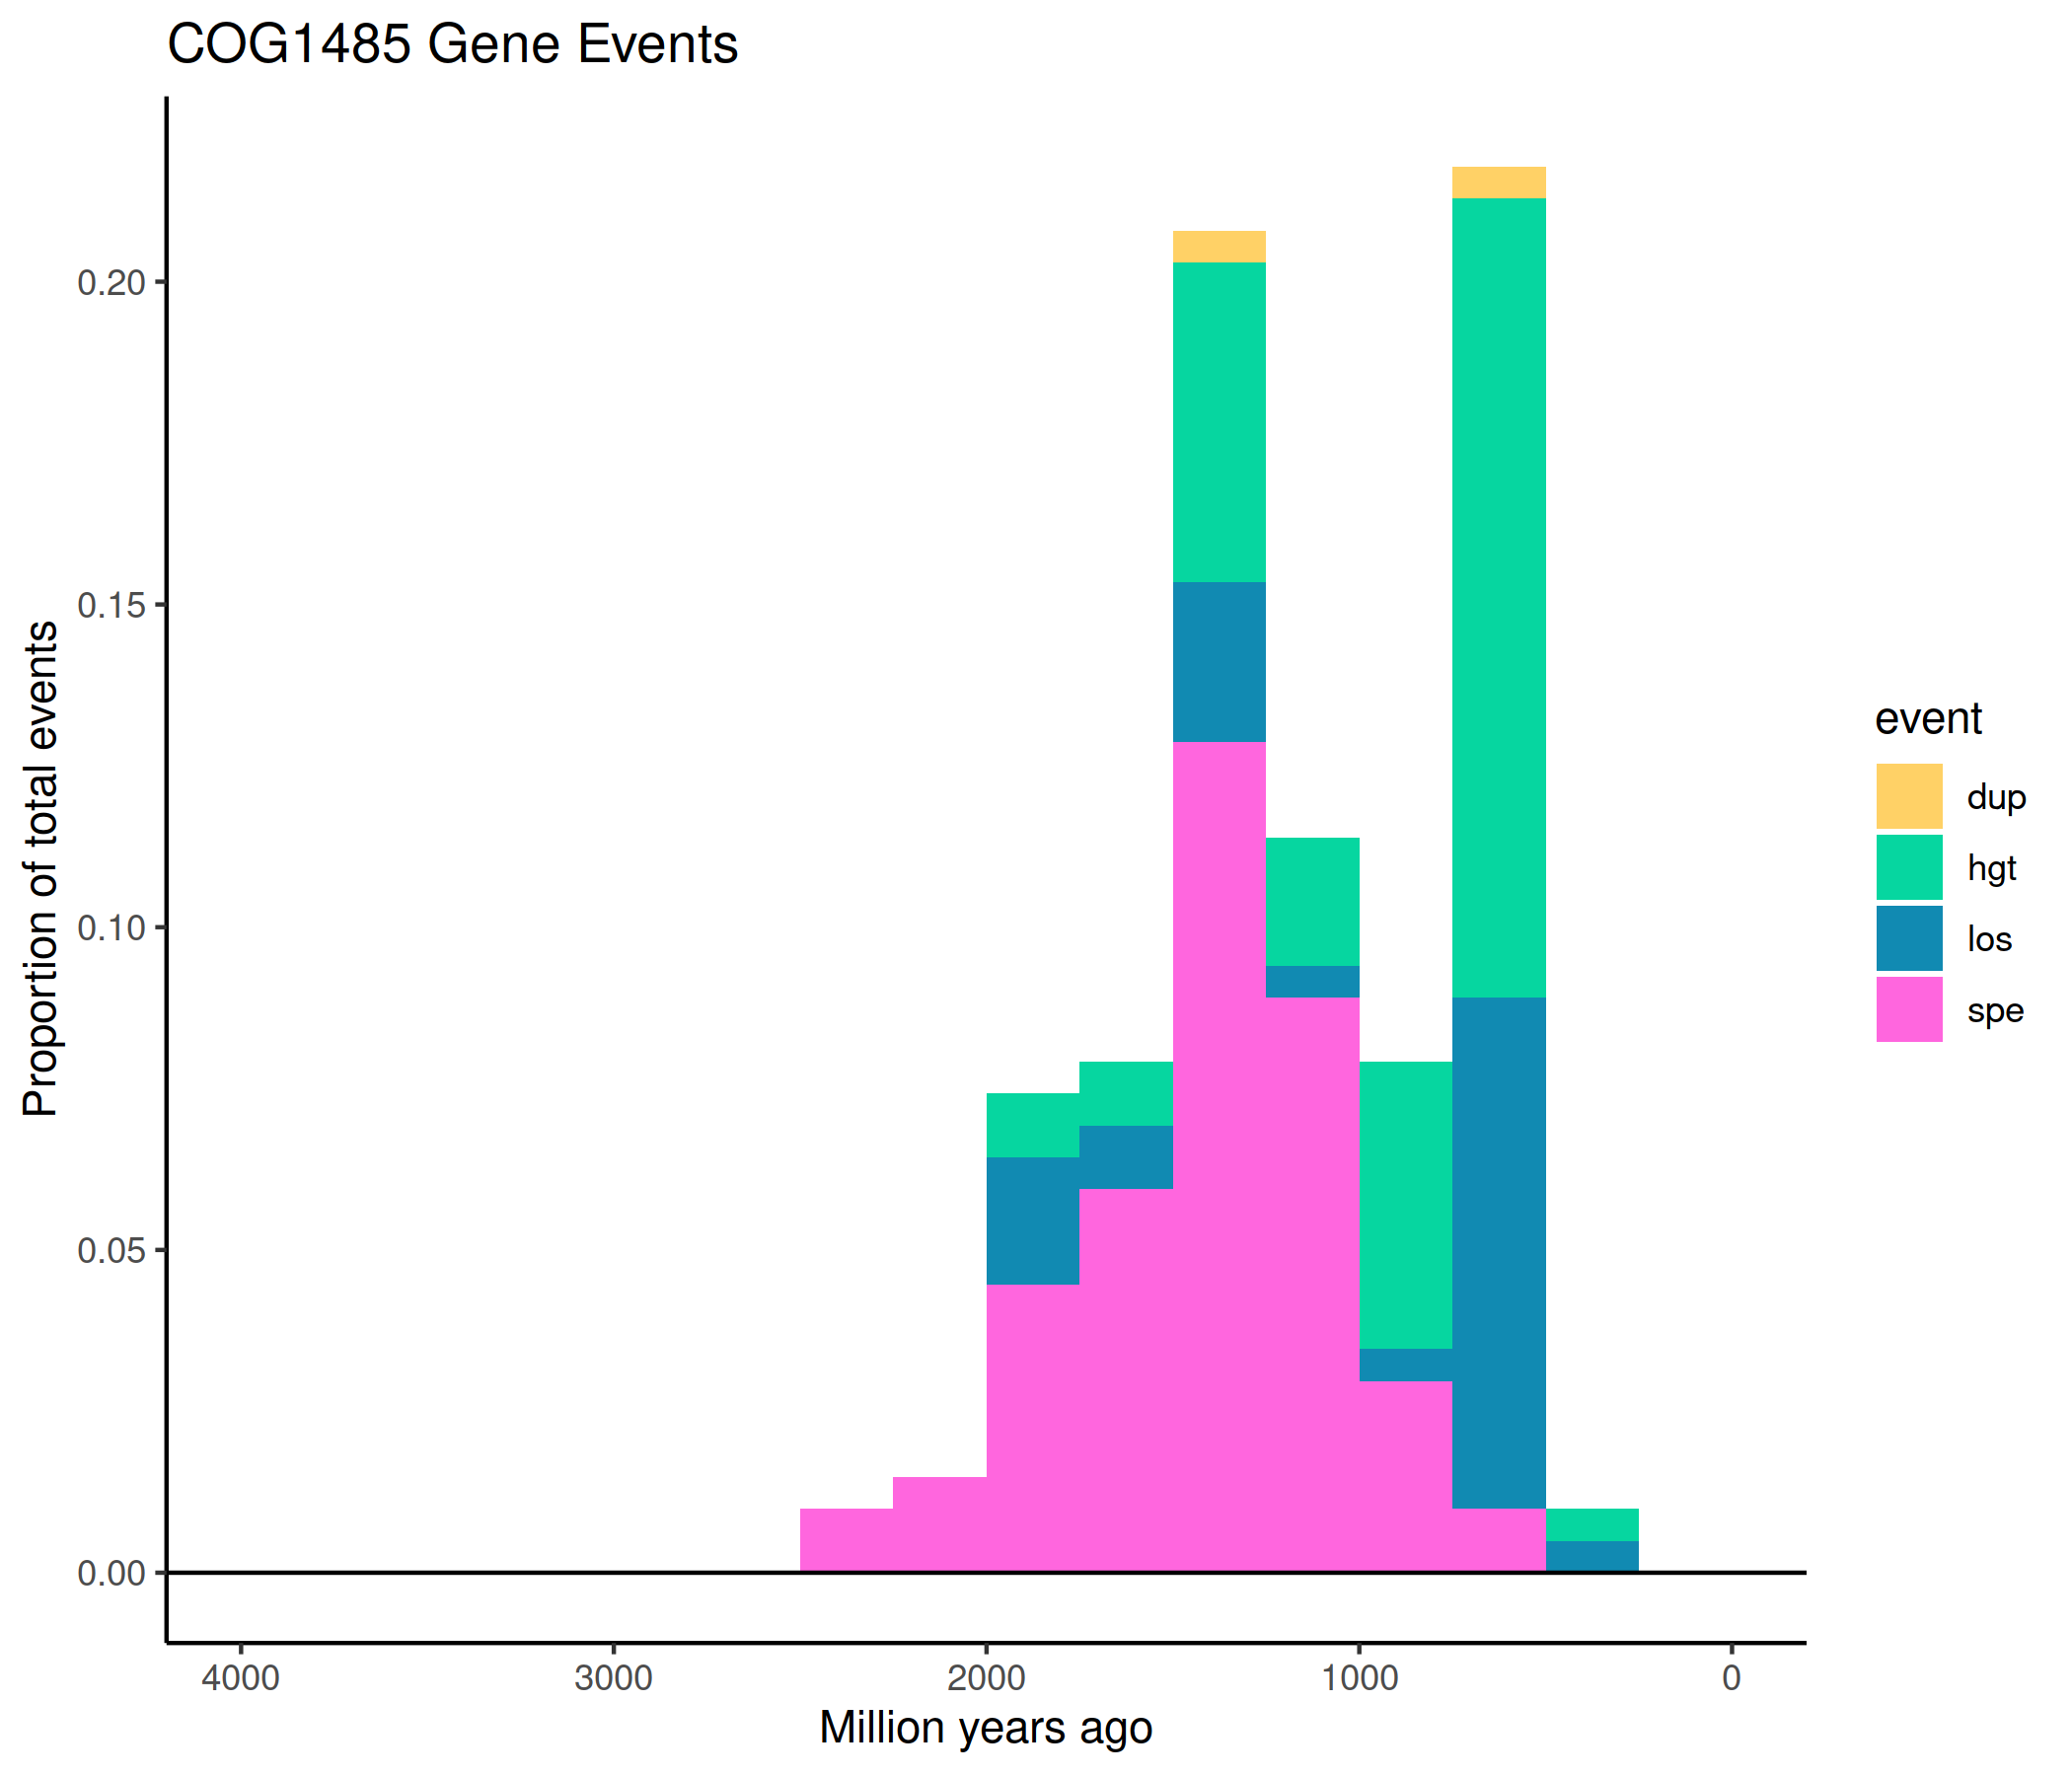 COG1485 Gene Events
Proportion of total events
0.20
0.15
0.10
0.05
0.00
4000 3000 2000 1000 0
Million years ago
event
dup
hgt
los
spe